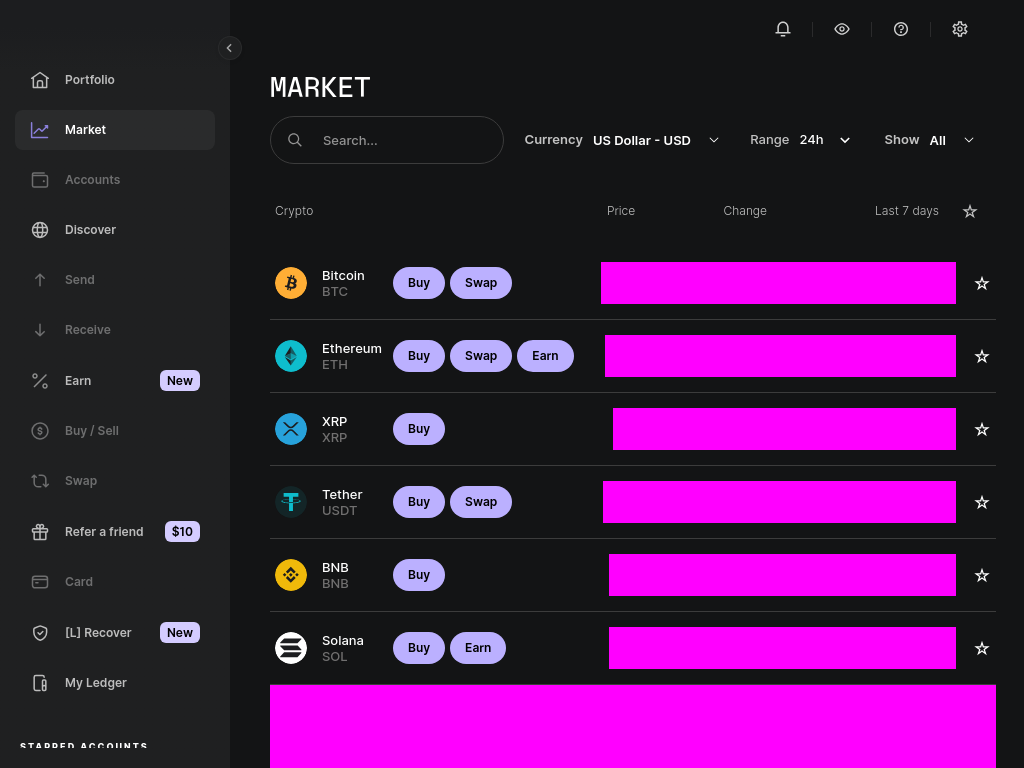 Portfolio
Market
Accounts
Discover
Send
Receive
Earn New
Buy / Sell
Swap
Refer a friend $10
Card
[L] Recover New
My Ledger
STARRED ACCOUNTS
MARKET
Search...
Currency US Dollar - USD
Range 24h
Show All
Crypto Price Change Last 7 days
Bitcoin
BTC
Buy Swap
Ethereum
ETH
Buy Swap Earn
XRP
XRP
Buy
Tether
USDT
Buy Swap
BNB
BNB
Buy
Solana
SOL
Buy Earn